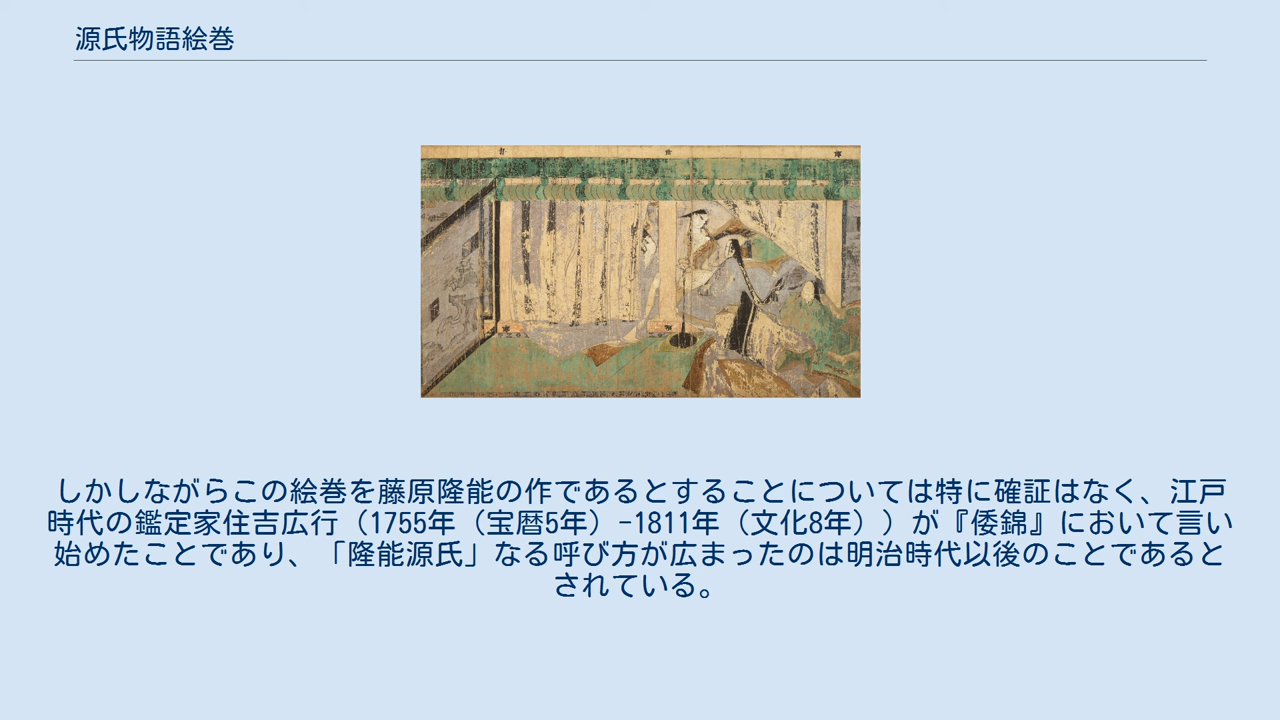 源氏物語絵巻
しかしながらこの絵巻を藤原隆能の作であるとすることについては特に確証はなく、江戸
時代の鑑定家住吉広行（1755年（宝暦5年）-1811年（文化8年））が『倭錦』において言い
始めたことであり、「隆能源氏」なる呼び方が広まったのは明治時代以後のことであると
されている。